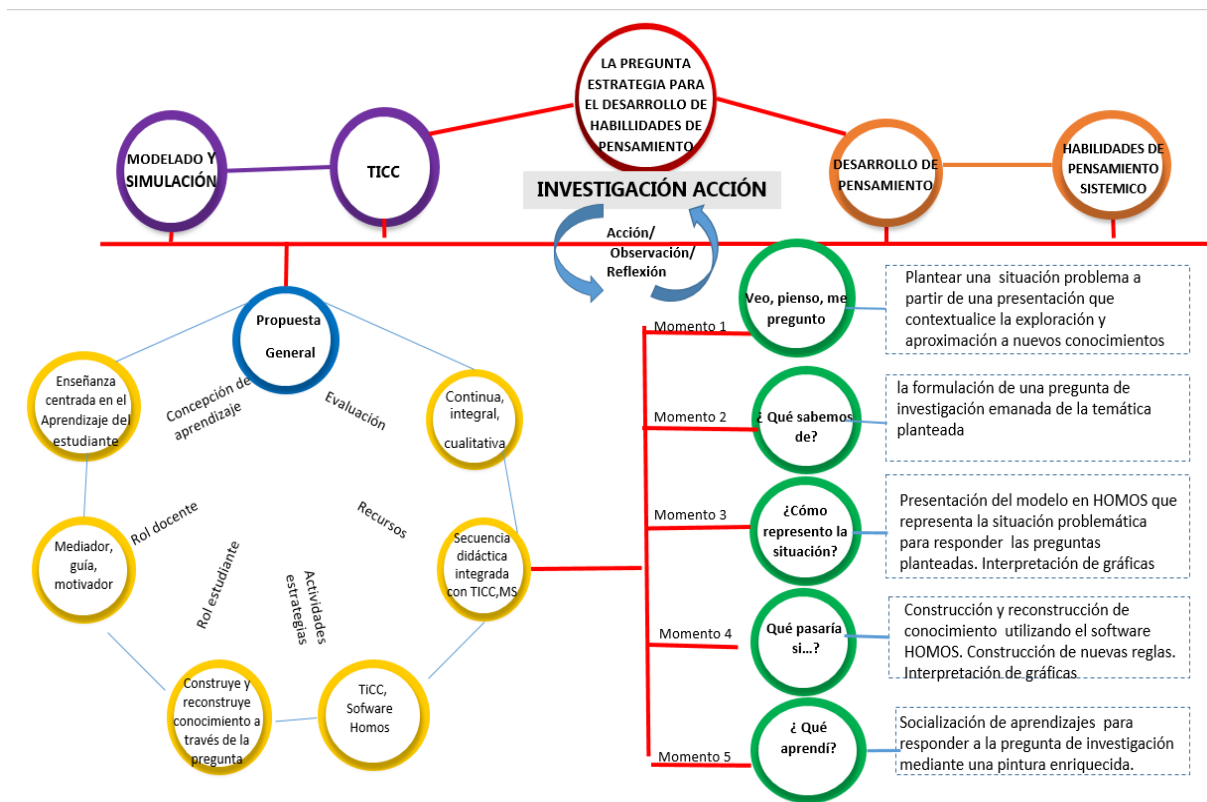 LA PREGUNTA
ESTRATEGIA PARA
EL DESARROLLO DE
HABILLIDADES DE
PENSAMIENTO
MODELADO Y
SIMULACIÓN
TICC
DESARROLLO DE
PENSAMIENTO
HABILIDADES DE
PENSAMIENTO
SISTEMICO
INVESTIGACIÓN ACCIÓN
Acción/
Observación/
Reflexión
Propuesta
General
Concepción de
aprendizaje
Evaluación
Rol docente
Recursos
Rol estudiante
Actividades
estrategias
Enseñanza
centrada en el
Aprendizaje del
estudiante
Continua,
integral,
cualitativa
Mediador,
guía,
motivador
Secuencia
didáctica
integrada
con TICC,MS
Construye y
reconstruye
conocimiento a
través de la
pregunta
TiCC,
Sofware
Homos
Momento 1
Veo, pienso, me
pregunto
Plantear una situación problema a
partir de una presentación que
contextualice la exploración y
aproximación a nuevos conocimientos
Momento 2
¿ Qué sabemos
de?
la formulación de una pregunta de
investigación emanada de la temática
planteada
Momento 3
¿Cómo
represento la
situación?
Presentación del modelo en HOMOS que
representa la situación problemática
para responder las preguntas
planteadas. Interpretación de gráficas
Momento 4
Qué pasaría
si...?
Construcción y reconstrucción de
conocimiento utilizando el software
HOMOS. Construcción de nuevas reglas.
Interpretación de gráficas
Momento 5
¿ Qué
aprendí?
Socialización de aprendizajes para
responder a la pregunta de investigación
mediante una pintura enriquecida.